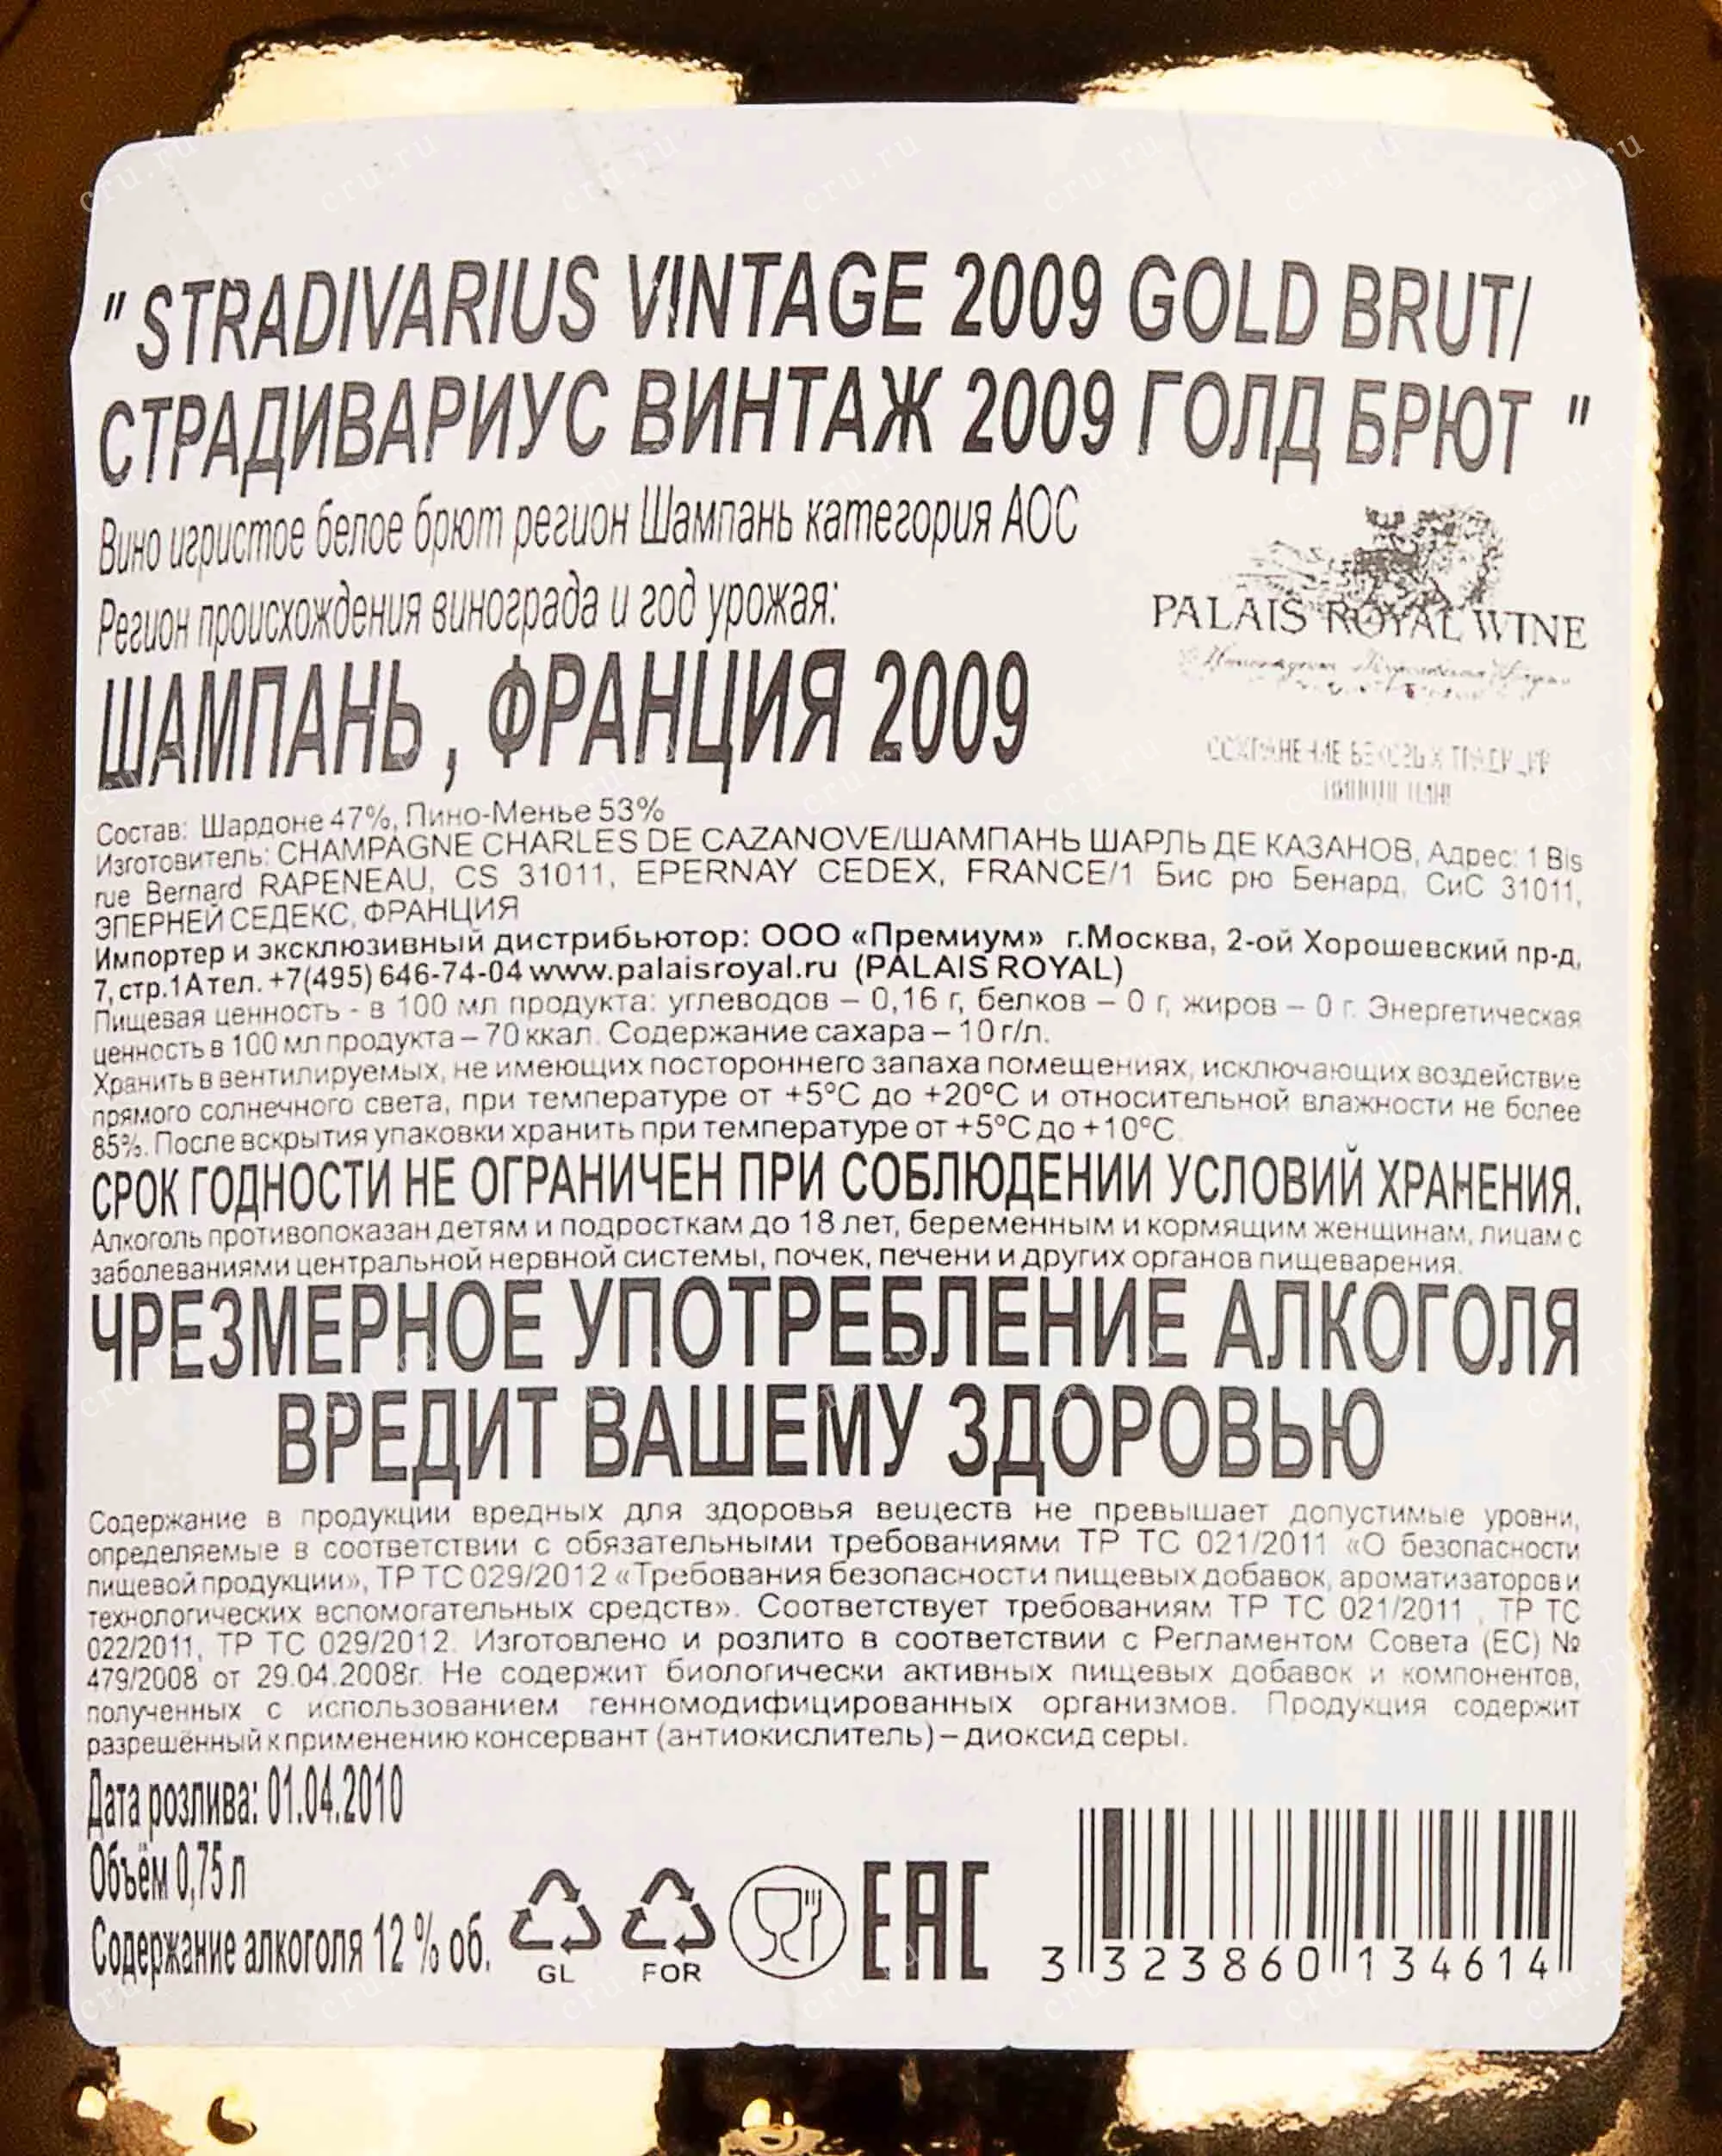 " STRADIVARIUS VINTAGE 2009 GOLD BRUT/
СТРАДИВАРИУС ВИНТАЖ 2009 ГОЛД БРЮТ "
Вино игристое белое брют регион Шампань категория АОС
Регион происхождения винограда и год урожая:
ШАМПАНЬ, ФРАНЦИЯ 2009
PALAIS ROYAL WINE
Состав: Шардоне 47%, Пино-Менье 53%
Изготовитель: CHAMPAGNE CHARLES DE CAZANOVE/ШАМПАНЬ ШАРЛЬ ДЕ КАЗАНОВ, Адрес: 1 Bis
rue Bernard RAPENEAU, CS 31011, EPERNAY CEDEX, FRANCE/1 Бис рю Бенард, СиС 31011,
ЭПЕРНЕЙ СЕДЕКС, ФРАНЦИЯ
Импортер и эксклюзивный дистрибьютор: ООО «Премиум» г.Москва, 2-ой Хорошевский пр-д,
7, стр.1А тел. +7(495) 646-74-04 www.palaisroyal.ru (PALAIS ROYAL)
Пищевая ценность - в 100 мл продукта: углеводов – 0,16 г, белков – 0 г, жиров – 0 г. Энергетическая
ценность в 100 мл продукта – 70 ккал. Содержание сахара – 10 г/л.
Хранить в вентилируемых, не имеющих постороннего запаха помещениях, исключающих воздействие
прямого солнечного света, при температуре от +5°С до +20°С и относительной влажности не более
85%. После вскрытия упаковки хранить при температуре от +5°С до +10°С
СРОК ГОДНОСТИ НЕ ОГРАНИЧЕН ПРИ СОБЛЮДЕНИИ УСЛОВИЙ ХРАНЕНИЯ.
Алкоголь противопоказан детям и подросткам до 18 лет, беременным и кормящим женщинам, лицам с
заболеваниями центральной нервной системы, почек, печени и других органов пищеварения.
ЧРЕЗМЕРНОЕ УПОТРЕБЛЕНИЕ АЛКОГОЛЯ
ВРЕДИТ ВАШЕМУ ЗДОРОВЬЮ
Содержание в продукции вредных для здоровья веществ не превышает допустимые уровни,
определяемые в соответствии с обязательными требованиями ТР ТС 021/2011 «О безопасности
пищевой продукции», ТР ТС 029/2012 «Требования безопасности пищевых добавок, ароматизаторов и
технологических вспомогательных средств». Соответствует требованиям ТР ТС 021/2011 , ТР ТС
022/2011, ТР ТС 029/2012. Изготовлено и розлито в соответствии с Регламентом Совета (ЕС) №
479/2008 от 29.04.2008г. Не содержит биологически активных пищевых добавок и компонентов,
полученных с использованием генномодифицированных организмов. Продукция содержит
разрешённый к применению консервант (антиокислитель) – диоксид серы.
Дата розлива: 01.04.2010
Объём 0,75 л
Содержание алкоголя 12 % об.
GL
FOR
EAC
3 323860 134614
cru.ru